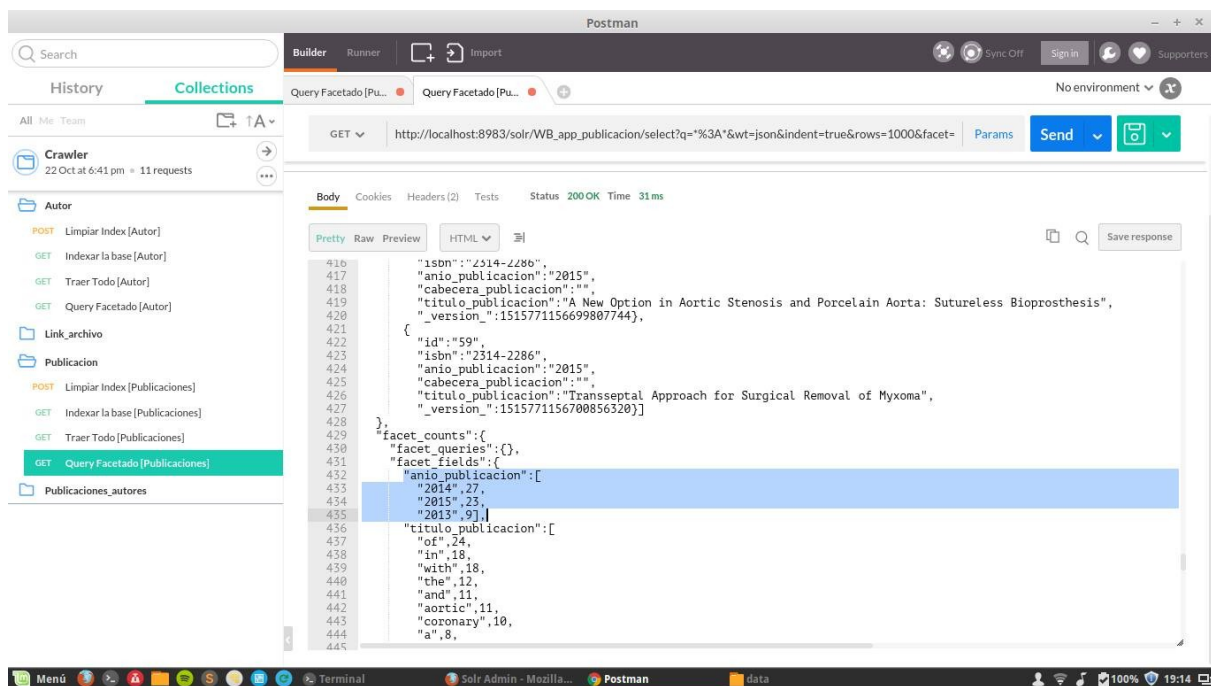 Postman
Search
Builder Runner Import Sync Off Sign in Supporters
History Collections
Query Facetado [Pu... Query Facetado [Pu... No environment
All Me Team
GET http://localhost:8983/solr/WB_app_publicacion/select?q=*%3A*&wt=json&indent=true&rows=1000&facet= Params Send
Crawler
22 Oct at 6:41 pm 11 requests
Autor
POST Limpiar Index [Autor]
GET Indexar la base [Autor]
GET Traer Todo [Autor]
GET Query Facetado [Autor]
Link_archivo
Publicacion
POST Limpiar Index [Publicaciones]
GET Indexar la base [Publicaciones]
GET Traer Todo [Publicaciones]
GET Query Facetado [Publicaciones]
Publicaciones_autores
Body Cookies Headers (2) Tests Status 200 OK Time 31 ms
Pretty Raw Preview HTML Save response
416 "isbn":"2314-2286",
417 "anio_publicacion":"2015",
418 "cabecera_publicacion":"",
419 "titulo_publicacion":"A New Option in Aortic Stenosis and Porcelain Aorta: Sutureless Bioprosthesis",
420 "_version_":1515771156699807744},
421 {
422 "id":"59",
423 "isbn":"2314-2286",
424 "anio_publicacion":"2015",
425 "cabecera_publicacion":"",
426 "titulo_publicacion":"Transseptal Approach for Surgical Removal of Myxoma",
427 "_version_":1515771156700856320}]
428 },
429 "facet_counts":{
430 "facet_queries":{},
431 "facet_fields":{
432 "anio_publicacion":[
433 "2014",27,
434 "2015",23,
435 "2013",9],
436 "titulo_publicacion":[
437 "of",24,
438 "in",18,
439 "with",18,
440 "the",12,
441 "and",11,
442 "aortic",11,
443 "coronary",10,
444 "a",8,
445
Menú Terminal Solr Admin - Mozilla... Postman data 100% 19:14